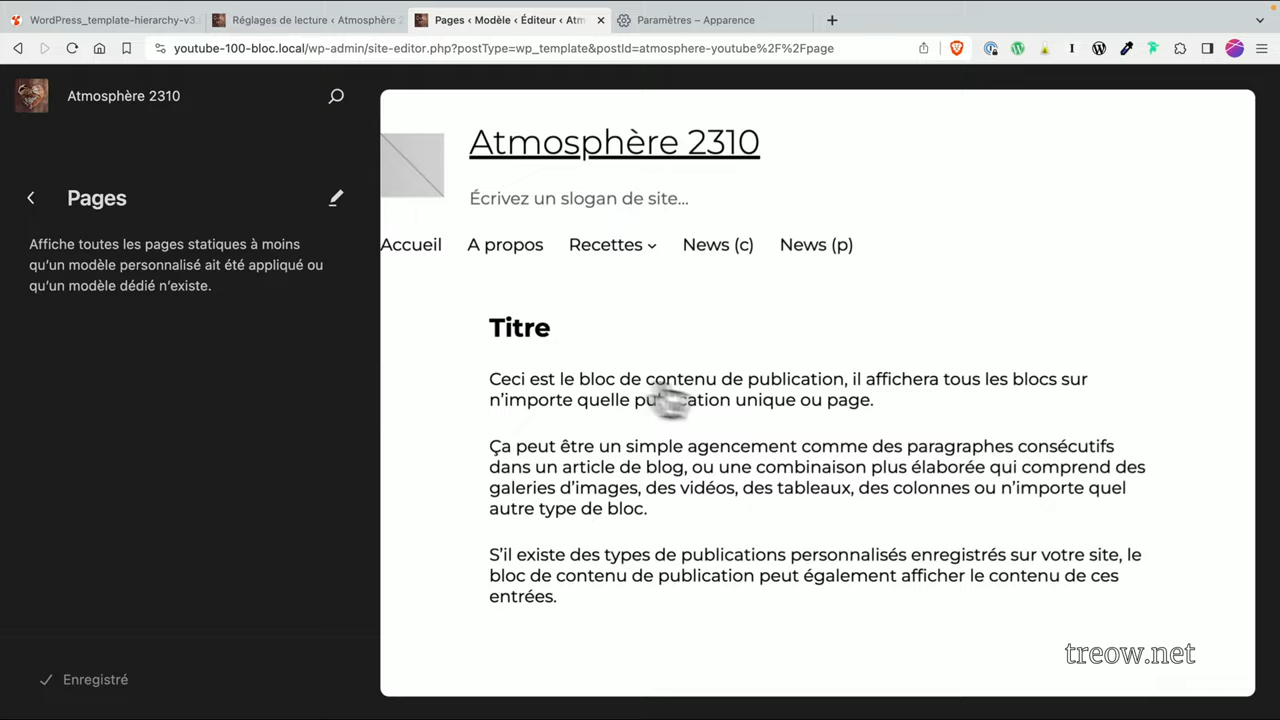 WordPress_template-hierarchy-v3.
Réglages de lecture ‹ Atmosphère 2
Pages ‹ Modèle ‹ Éditeur ‹ Atm
Paramètres – Apparence
youtube-100-bloc.local/wp-admin/site-editor.php?postType=wp_template&postId=atmosphere-youtube%2F%2Fpage
Atmosphère 2310
Pages
Affiche toutes les pages statiques à moins
qu’un modèle personnalisé ait été appliqué ou
qu’un modèle dédié n’existe.
Enregistré
Atmosphère 2310
Écrivez un slogan de site...
Accueil A propos Recettes News (c) News (p)
Titre
Ceci est le bloc de contenu de publication, il affichera tous les blocs sur
n’importe quelle publication unique ou page.
Ça peut être un simple agencement comme des paragraphes consécutifs
dans un article de blog, ou une combinaison plus élaborée qui comprend des
galeries d’images, des vidéos, des tableaux, des colonnes ou n’importe quel
autre type de bloc.
S’il existe des types de publications personnalisés enregistrés sur votre site, le
bloc de contenu de publication peut également afficher le contenu de ces
entrées.
treow.net